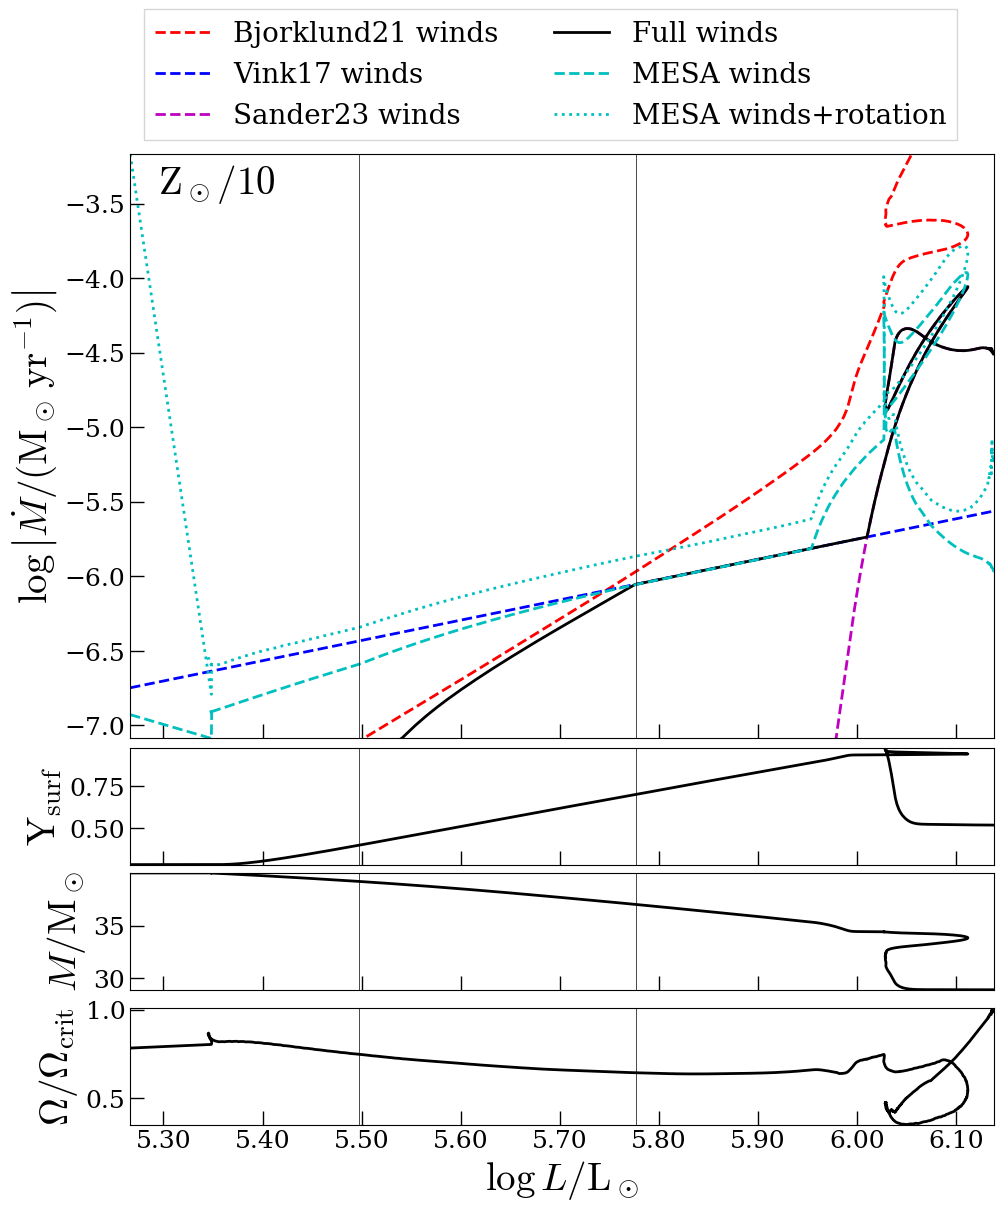 Bjorklund21 winds
Vink17 winds
Sander23 winds
Full winds
MESA winds
MESA winds+rotation
Z⊙/10
log |Ṁ/(M⊙ yr⁻¹)|
−3.5
−4.0
−4.5
−5.0
−5.5
−6.0
−6.5
−7.0
Y_surf
0.75
0.50
M/M⊙
35
30
Ω/Ω_crit
1.0
0.5
5.30 5.40 5.50 5.60 5.70 5.80 5.90 6.00 6.10
log L/L⊙